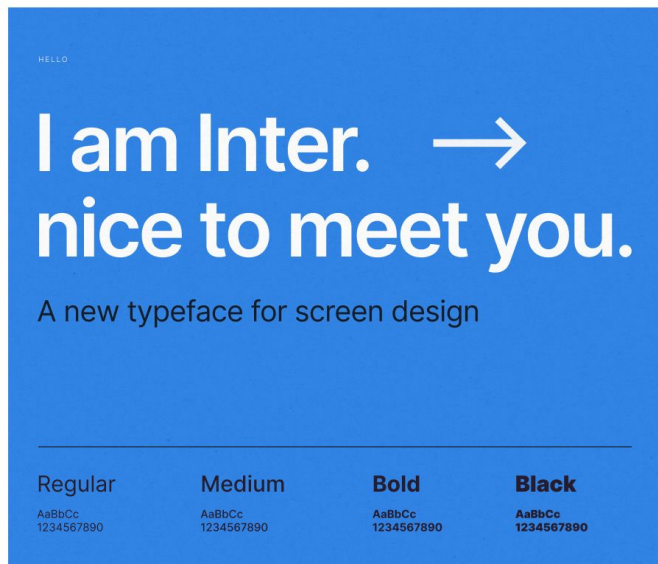 HELLO
I am Inter. →
nice to meet you.
A new typeface for screen design
Regular
AaBbCc
1234567890
Medium
AaBbCc
1234567890
Bold
AaBbCc
1234567890
Black
AaBbCc
1234567890